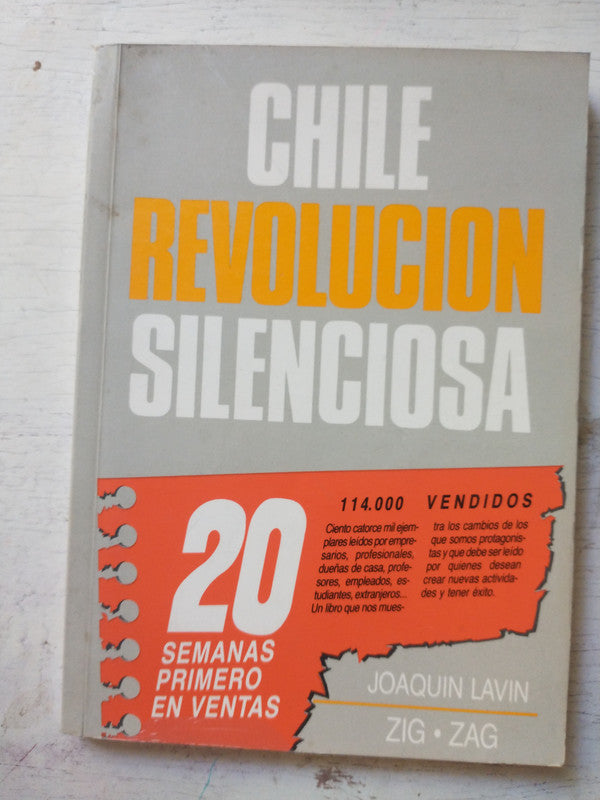 CHILE
REVOLUCION
SILENCIOSA
20
SEMANAS
PRIMERO
EN VENTAS
114.000 VENDIDOS
Ciento catorce mil ejem-
plares leídos por empre-
sarios, profesionales,
dueñas de casa, profe-
sores, empleados, es-
tudiantes, extranjeros...
Un libro que nos mues-
tra los cambios de los
que somos protagonis-
tas y que debe ser leído
por quienes desean
crear nuevas activida-
des y tener éxito.
JOAQUIN LAVIN
ZIG • ZAG